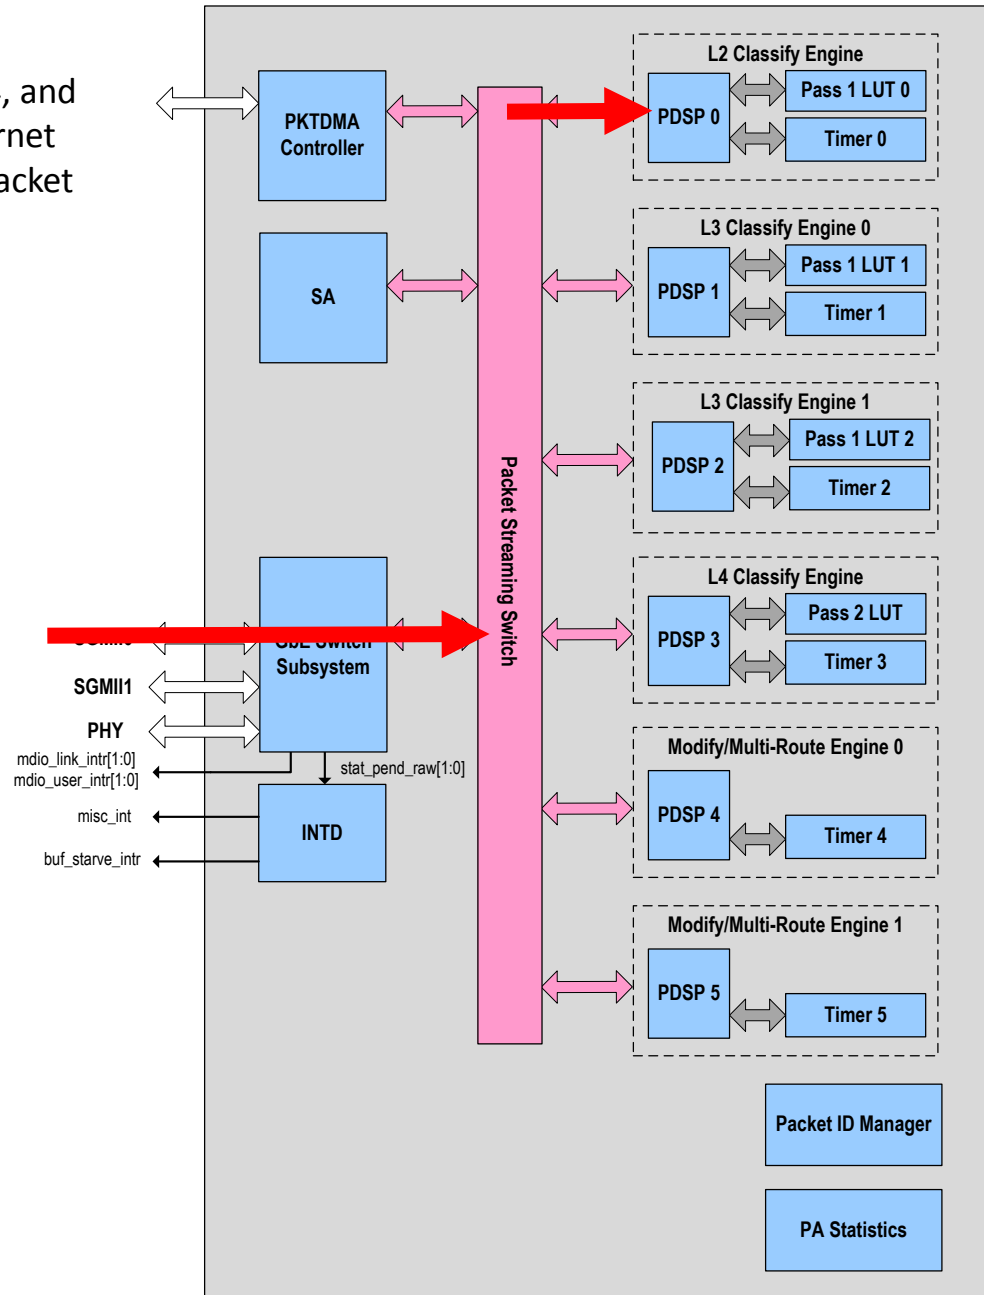 , and
rnet
acket
PKTDMA
Controller
SA
Subsystem
SGMII1
PHY
mdio_link_intr[1:0]
mdio_user_intr[1:0]
stat_pend_raw[1:0]
misc_int
buf_starve_intr
INTD
Packet Streaming Switch
L2 Classify Engine
PDSP 0
Pass 1 LUT 0
Timer 0
L3 Classify Engine 0
PDSP 1
Pass 1 LUT 1
Timer 1
L3 Classify Engine 1
PDSP 2
Pass 1 LUT 2
Timer 2
L4 Classify Engine
PDSP 3
Pass 2 LUT
Timer 3
Modify/Multi-Route Engine 0
PDSP 4
Timer 4
Modify/Multi-Route Engine 1
PDSP 5
Timer 5
Packet ID Manager
PA Statistics